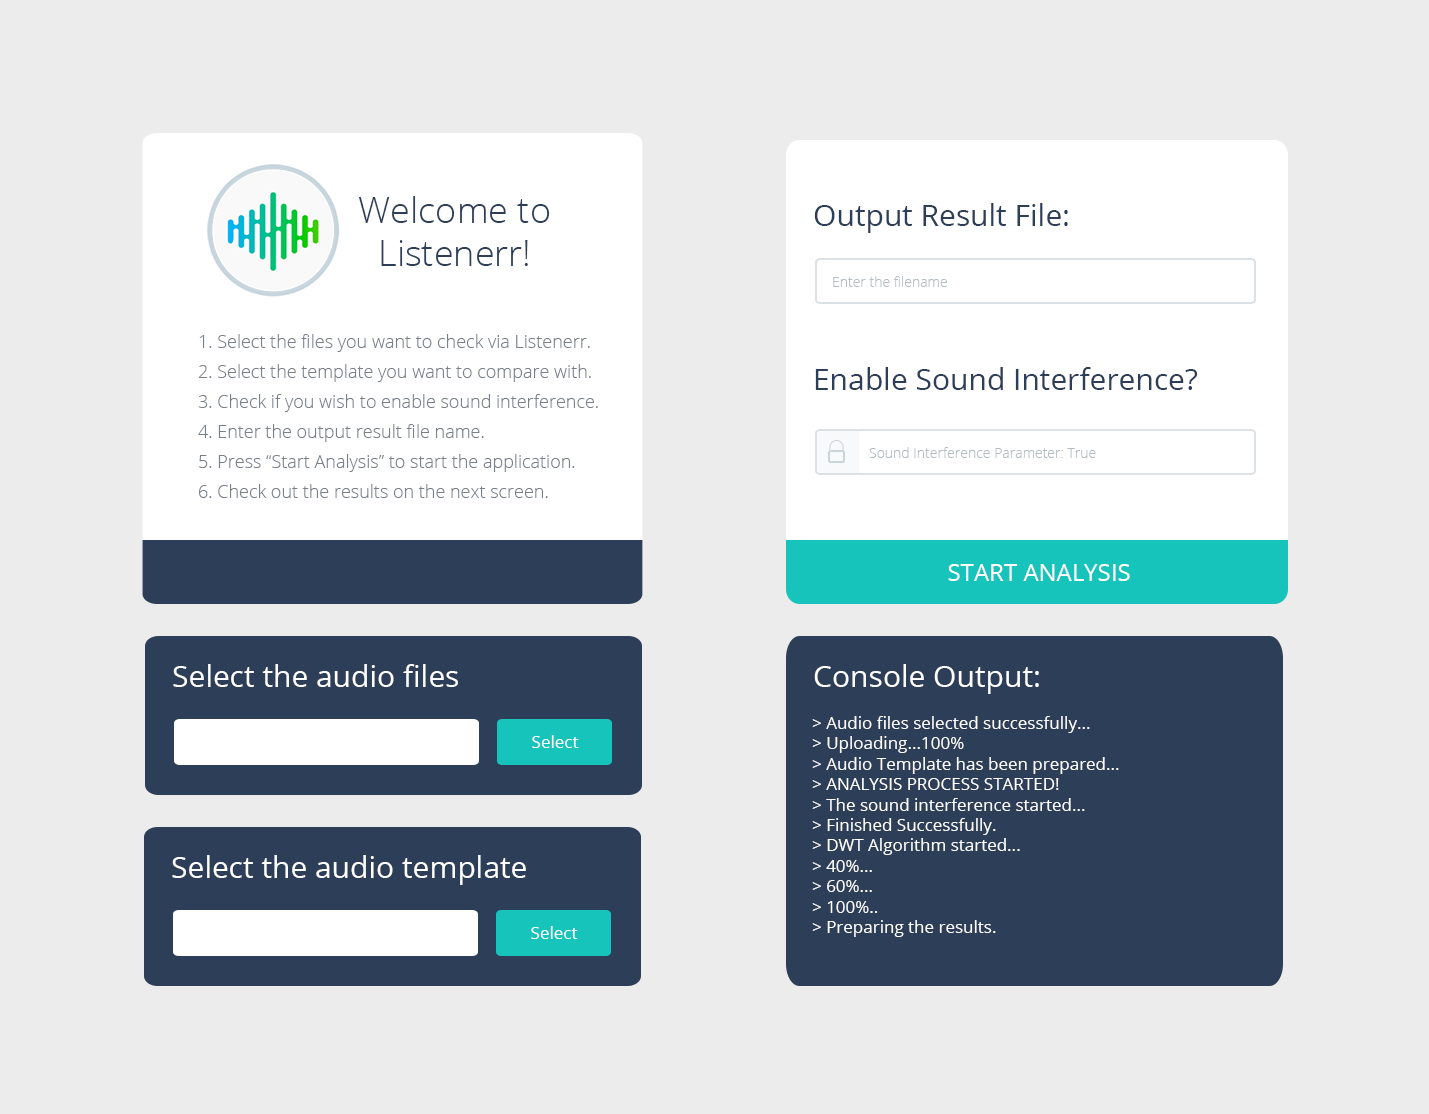 Welcome to
Listenerr!
1. Select the files you want to check via Listenerr.
2. Select the template you want to compare with.
3. Check if you wish to enable sound interference.
4. Enter the output result file name.
5. Press “Start Analysis” to start the application.
6. Check out the results on the next screen.
Select the audio files
Select
Select the audio template
Select
Output Result File:
Enter the filename
Enable Sound Interference?
Sound Interference Parameter: True
START ANALYSIS
Console Output:
> Audio files selected successfully...
> Uploading...100%
> Audio Template has been prepared...
> ANALYSIS PROCESS STARTED!
> The sound interference started...
> Finished Successfully.
> DWT Algorithm started...
> 40%...
> 60%...
> 100%..
> Preparing the results.